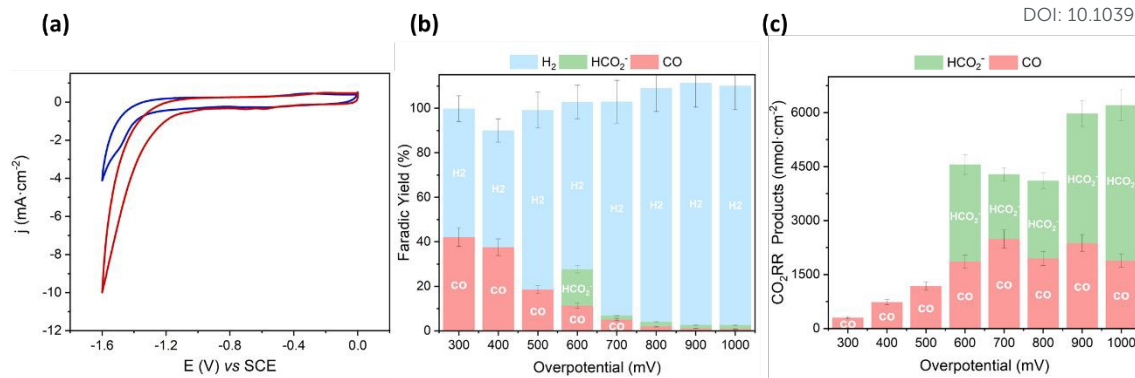 DOI: 10.1039
(a)
j (mA·cm⁻²)
0
-2
-4
-6
-8
-10
-12
-1.6 -1.2 -0.8 -0.4 0.0
E (V) vs SCE
(b)
H₂ HCO₂⁻ CO
Faradic Yield (%)
100
80
60
40
20
0
H2 H2 H2 H2 H2 H2 H2 H2
HCO₂⁻
CO CO CO CO CO
300 400 500 600 700 800 900 1000
Overpotential (mV)
(c)
HCO₂⁻ CO
CO₂RR Products (nmol·cm⁻²)
6000
4500
3000
1500
0
HCO₂⁻ HCO₂⁻ HCO₂⁻ HCO₂⁻ HCO₂⁻
CO CO CO CO CO CO CO CO
300 400 500 600 700 800 900 1000
Overpotential (mV)